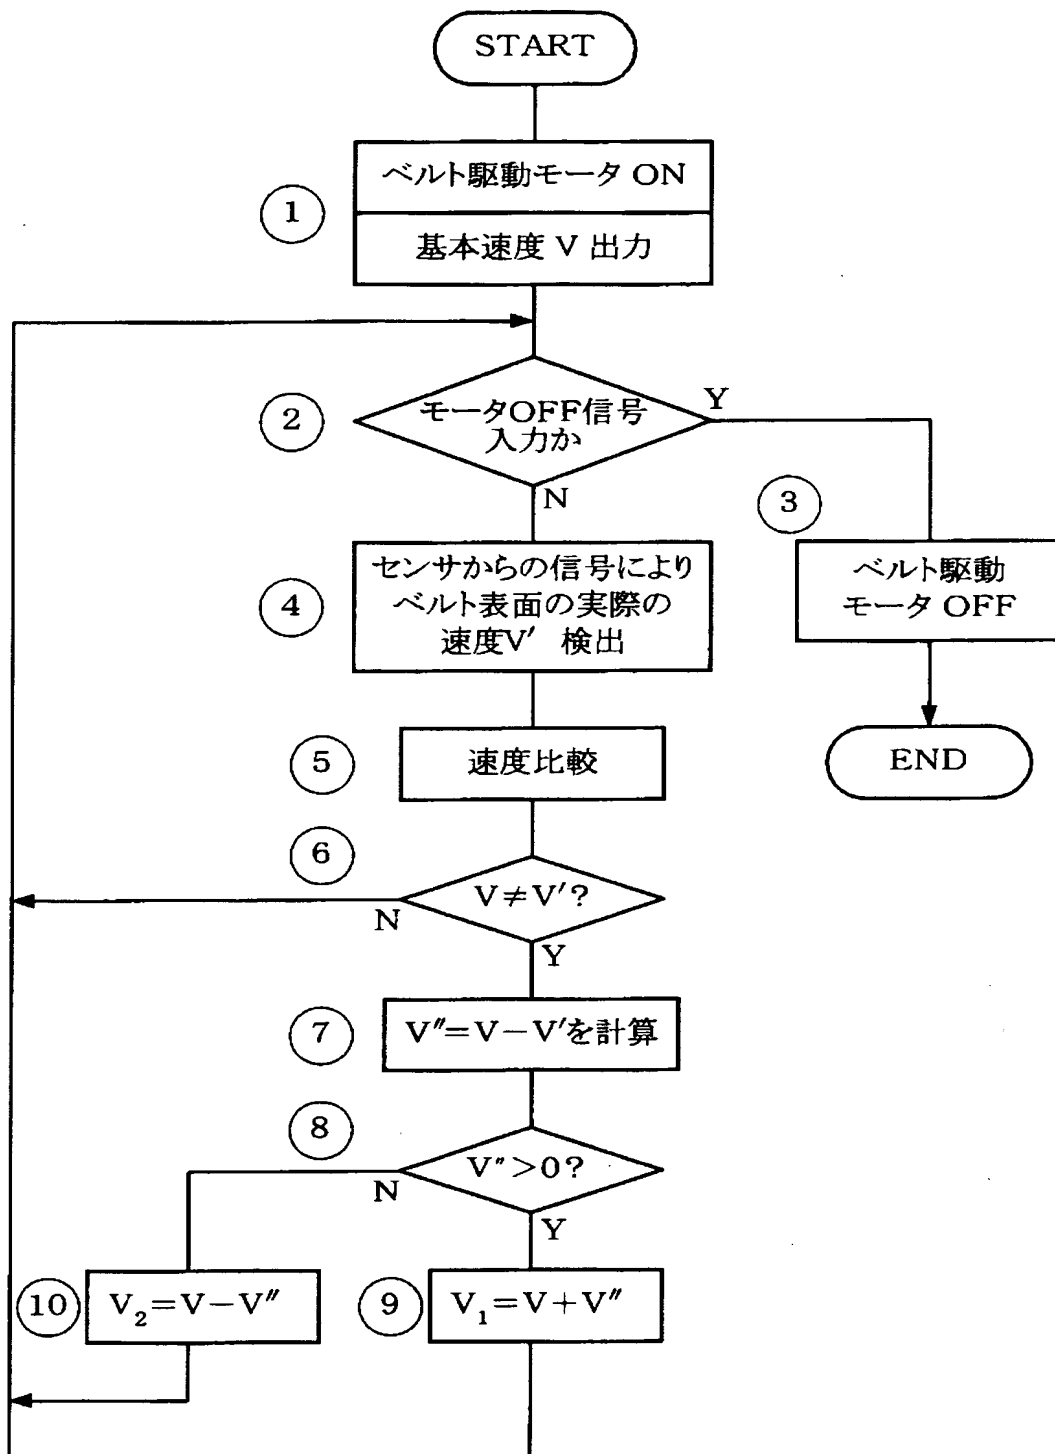 START
ベルト駆動モータ ON
①
基本速度 V 出力
②
モータOFF信号
入力か
Y
N
③
ベルト駆動
モータ OFF
④
センサからの信号により
ベルト表面の実際の
速度V′ 検出
⑤
速度比較
END
⑥
V≠V′?
N
Y
⑦
V″=V−V′を計算
⑧
V″>0?
N
Y
⑩
V₂=V−V″
⑨
V₁=V+V″